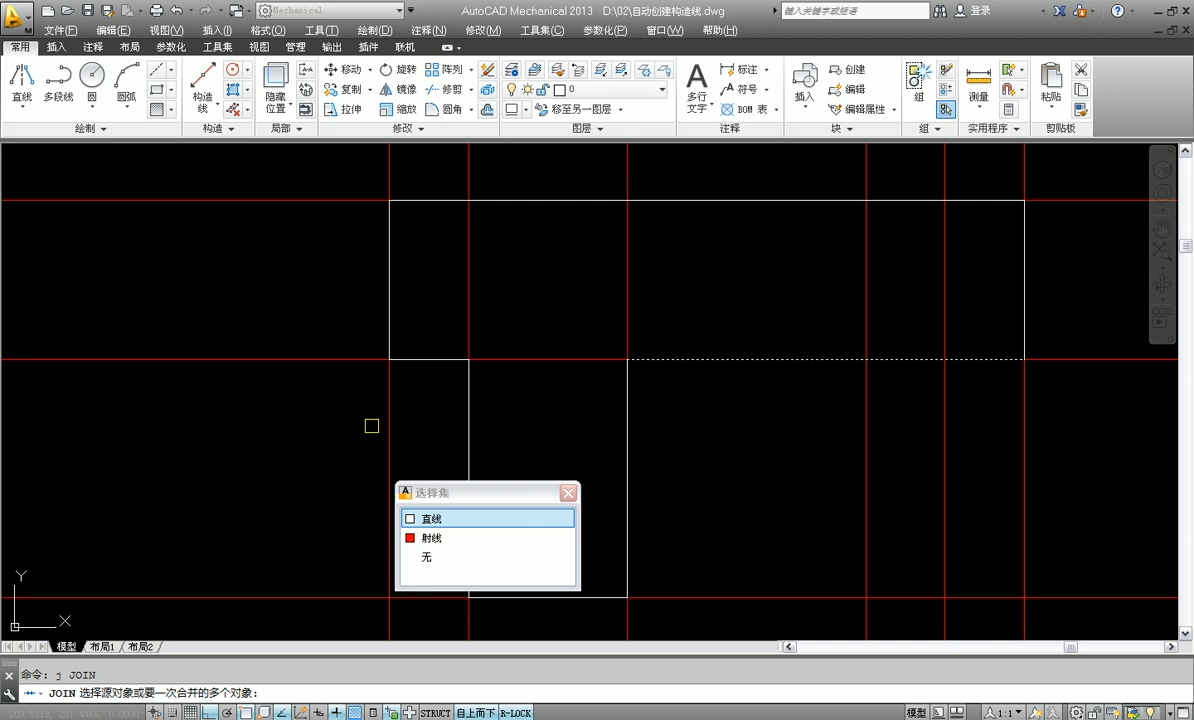 Mechanical
AutoCAD Mechanical 2013 D:\02\自动创建构造线.dwg
键入关键字或短语
登录
文件(F) 编辑(E) 视图(V) 插入(I) 格式(O) 工具(T) 绘制(D) 注释(N) 修改(M) 工具集(C) 参数化(P) 窗口(W) 帮助(H)
常用 插入 注释 布局 参数化 工具集 视图 管理 输出 插件 联机
移动 旋转 阵列
0
标注 创建
复制 镜像 修剪
符号 编辑
直线 多段线 圆 圆弧 构造线 隐藏位置 多行文字 插入 组 测量 粘贴
拉伸 缩放 圆角 移至另一图层 BOM 表 编辑属性
绘制 构造 局部 修改 图层 注释 块 组 实用程序 剪贴板
选择集
直线
射线
无
Y
X
模型 布局1 布局2
命令: j JOIN
JOIN 选择源对象或要一次合并的多个对象:
STRUCT 自上而下 R-LOCK 模型 1:1